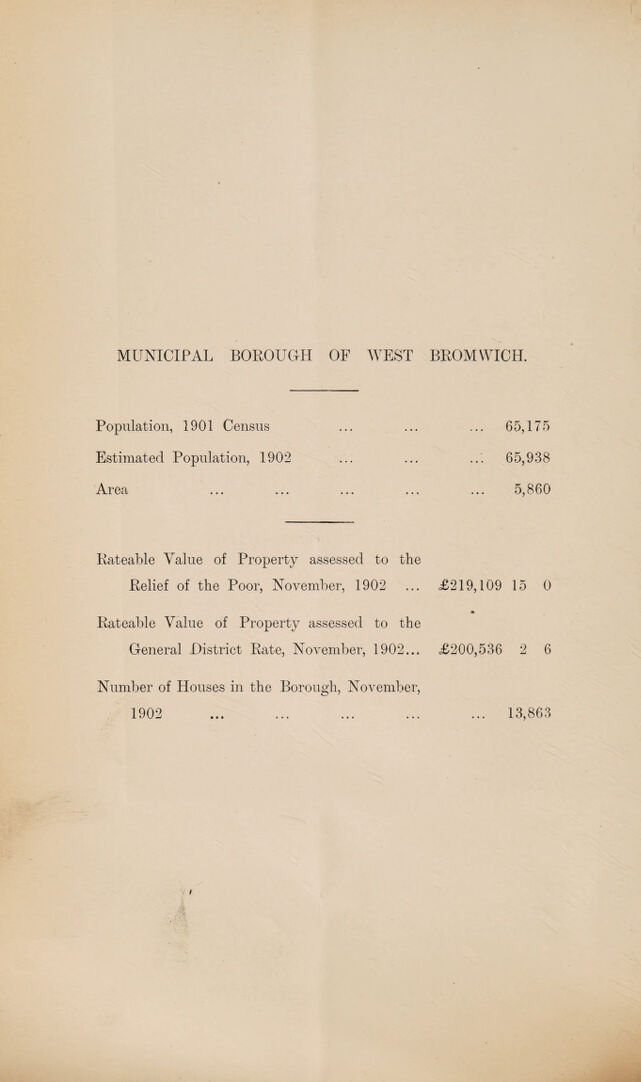 MUNICIPAL BOROUGH OF WEST BROMWICH.
Population, 1901 Census ... ... ... 65,175
Estimated Population, 1902 ... ... ... 65,938
Area ... ... ... ... ... 5,860
Rateable Value of Property assessed to the
Relief of the Poor, November, 1902 ... £219,109 15 0
Rateable Value of Property assessed to the
General District Rate, November, 1902... £200,536 2 6
Number of Houses in the Borough, November,
1902 ... ... ... ... ... 13,863